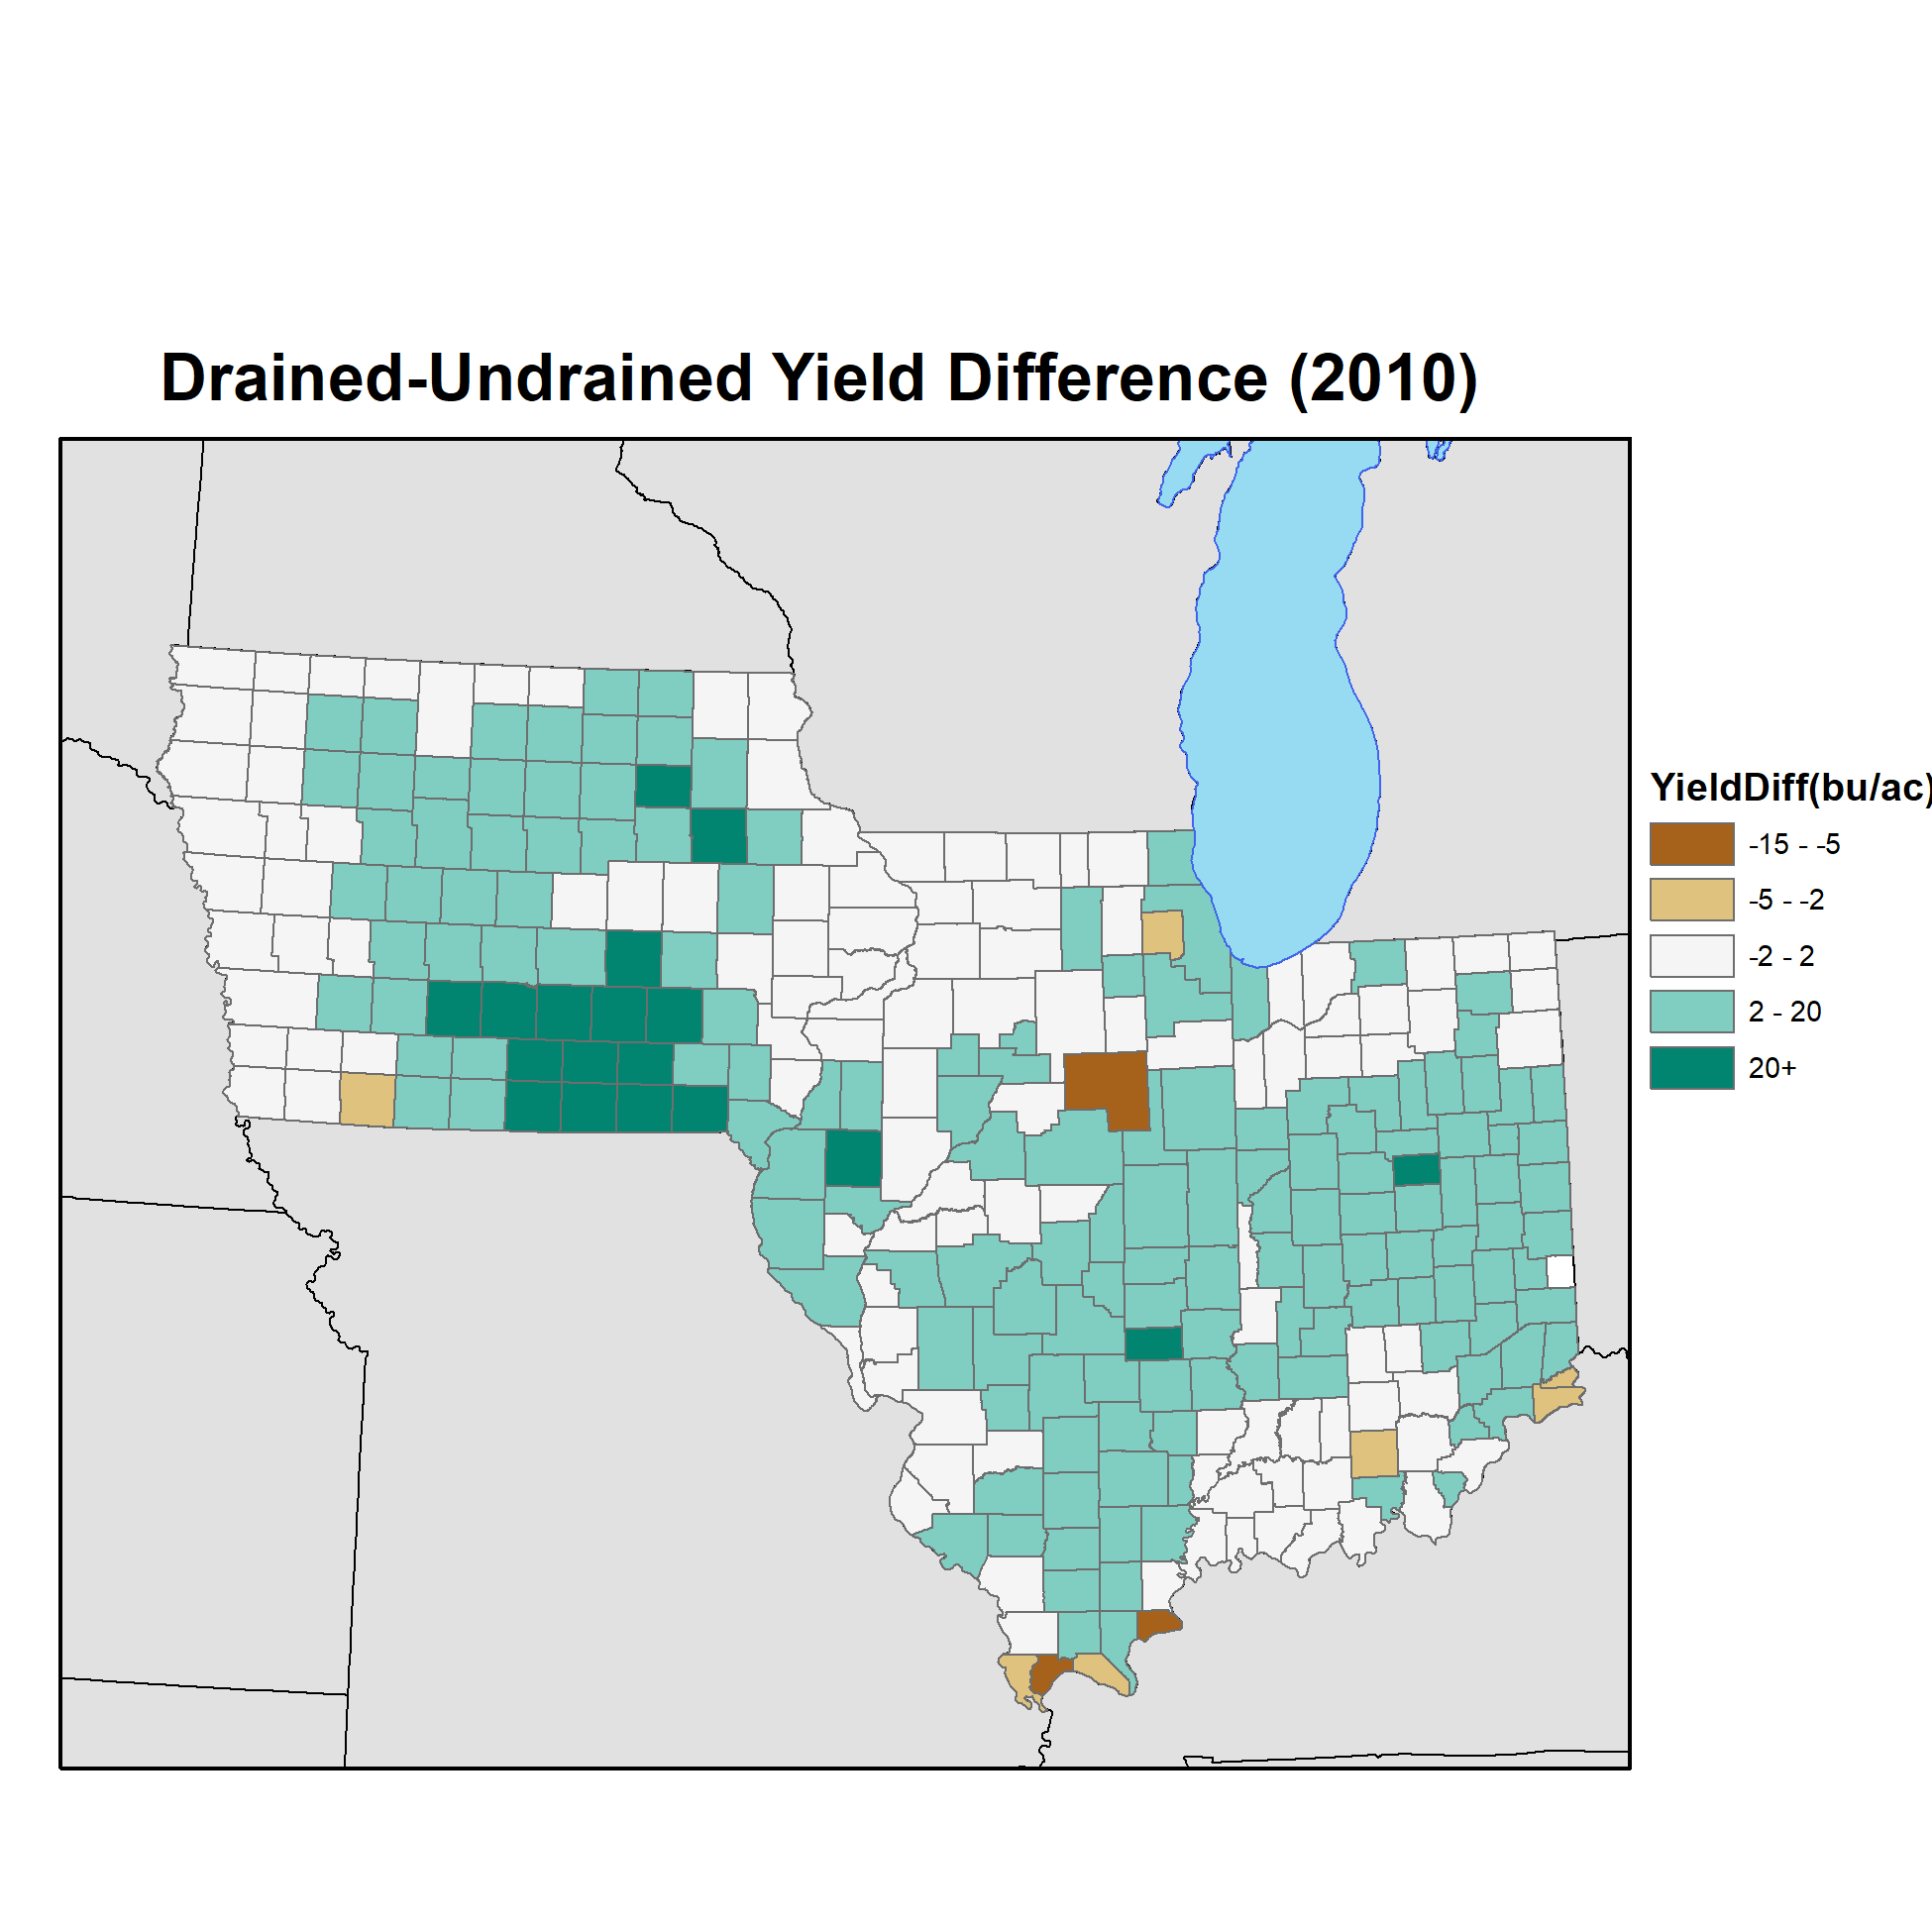 Drained-Undrained Yield Difference (2010)
YieldDiff(bu/ac)
-15 - -5
-5 - -2
-2 - 2
2 - 20
20+